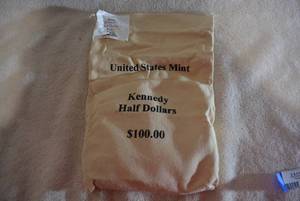 United States Mint
Kennedy
Half Dollars
$100.00